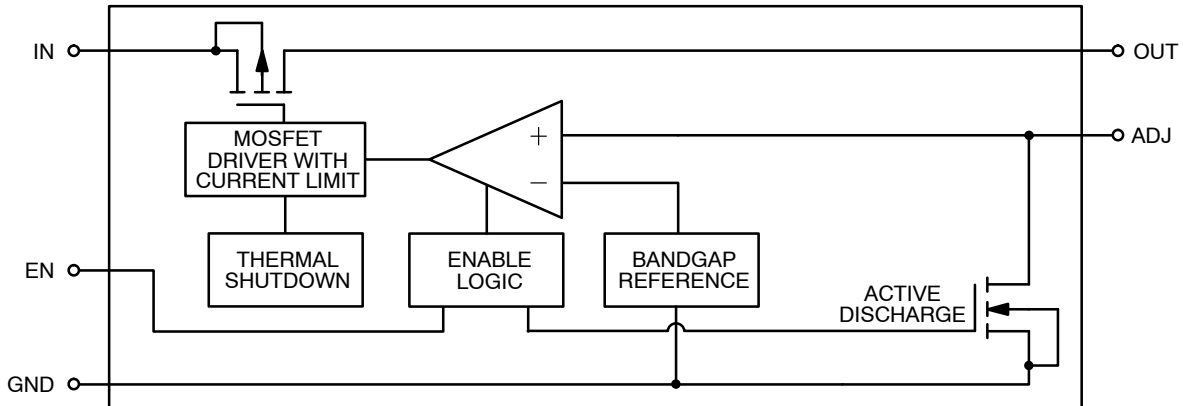 IN
OUT
MOSFET
DRIVER WITH
CURRENT LIMIT
+
−
ADJ
THERMAL
SHUTDOWN
ENABLE
LOGIC
BANDGAP
REFERENCE
EN
ACTIVE
DISCHARGE
GND